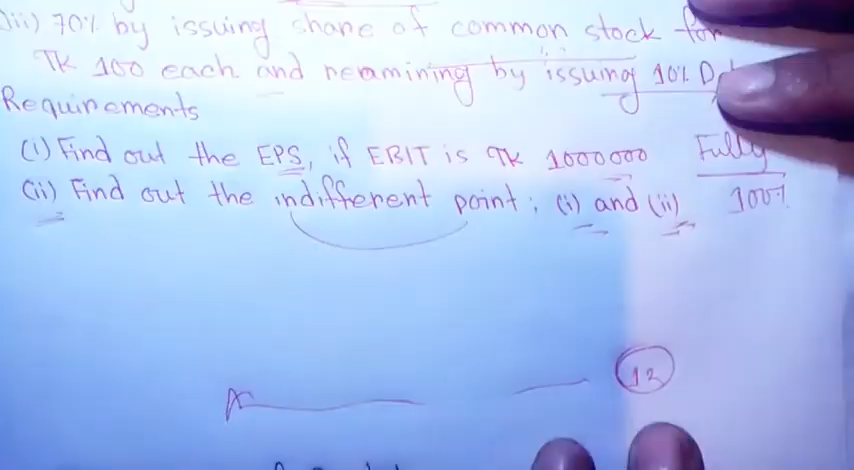 iii) 70% by issuing share of common stock for
TK 100 each and remaining by issuing 10%
Requirements
(i) Find out the EPS, if EBIT is TK 1000000 Fully
(ii) Find out the indifferent point; (i) and (ii) 100%
12